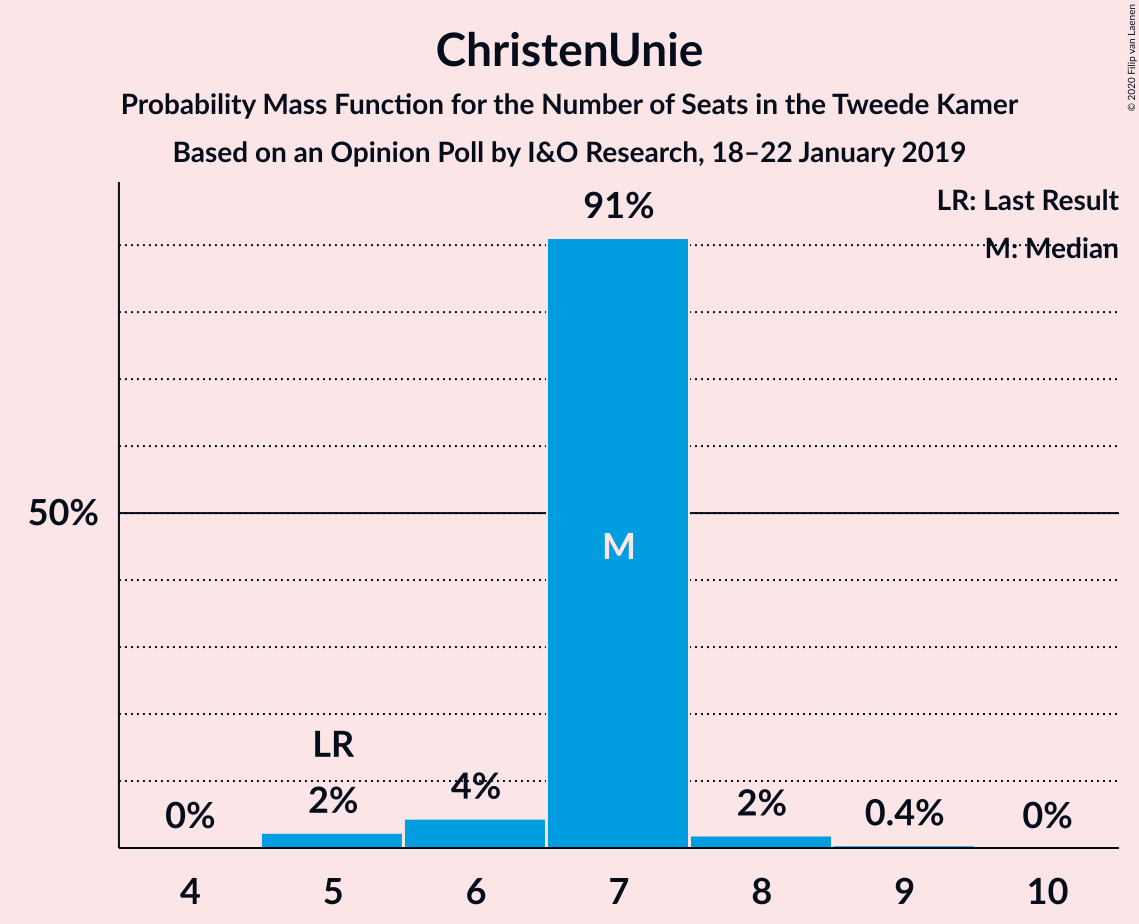 ChristenUnie
Probability Mass Function for the Number of Seats in the Tweede Kamer
Based on an Opinion Poll by I&O Research, 18–22 January 2019
© 2020 Filip van Laenen
LR: Last Result
M: Median
91%
50%
M
LR
0%
2%
4%
2%
0.4%
0%
4 5 6 7 8 9 10